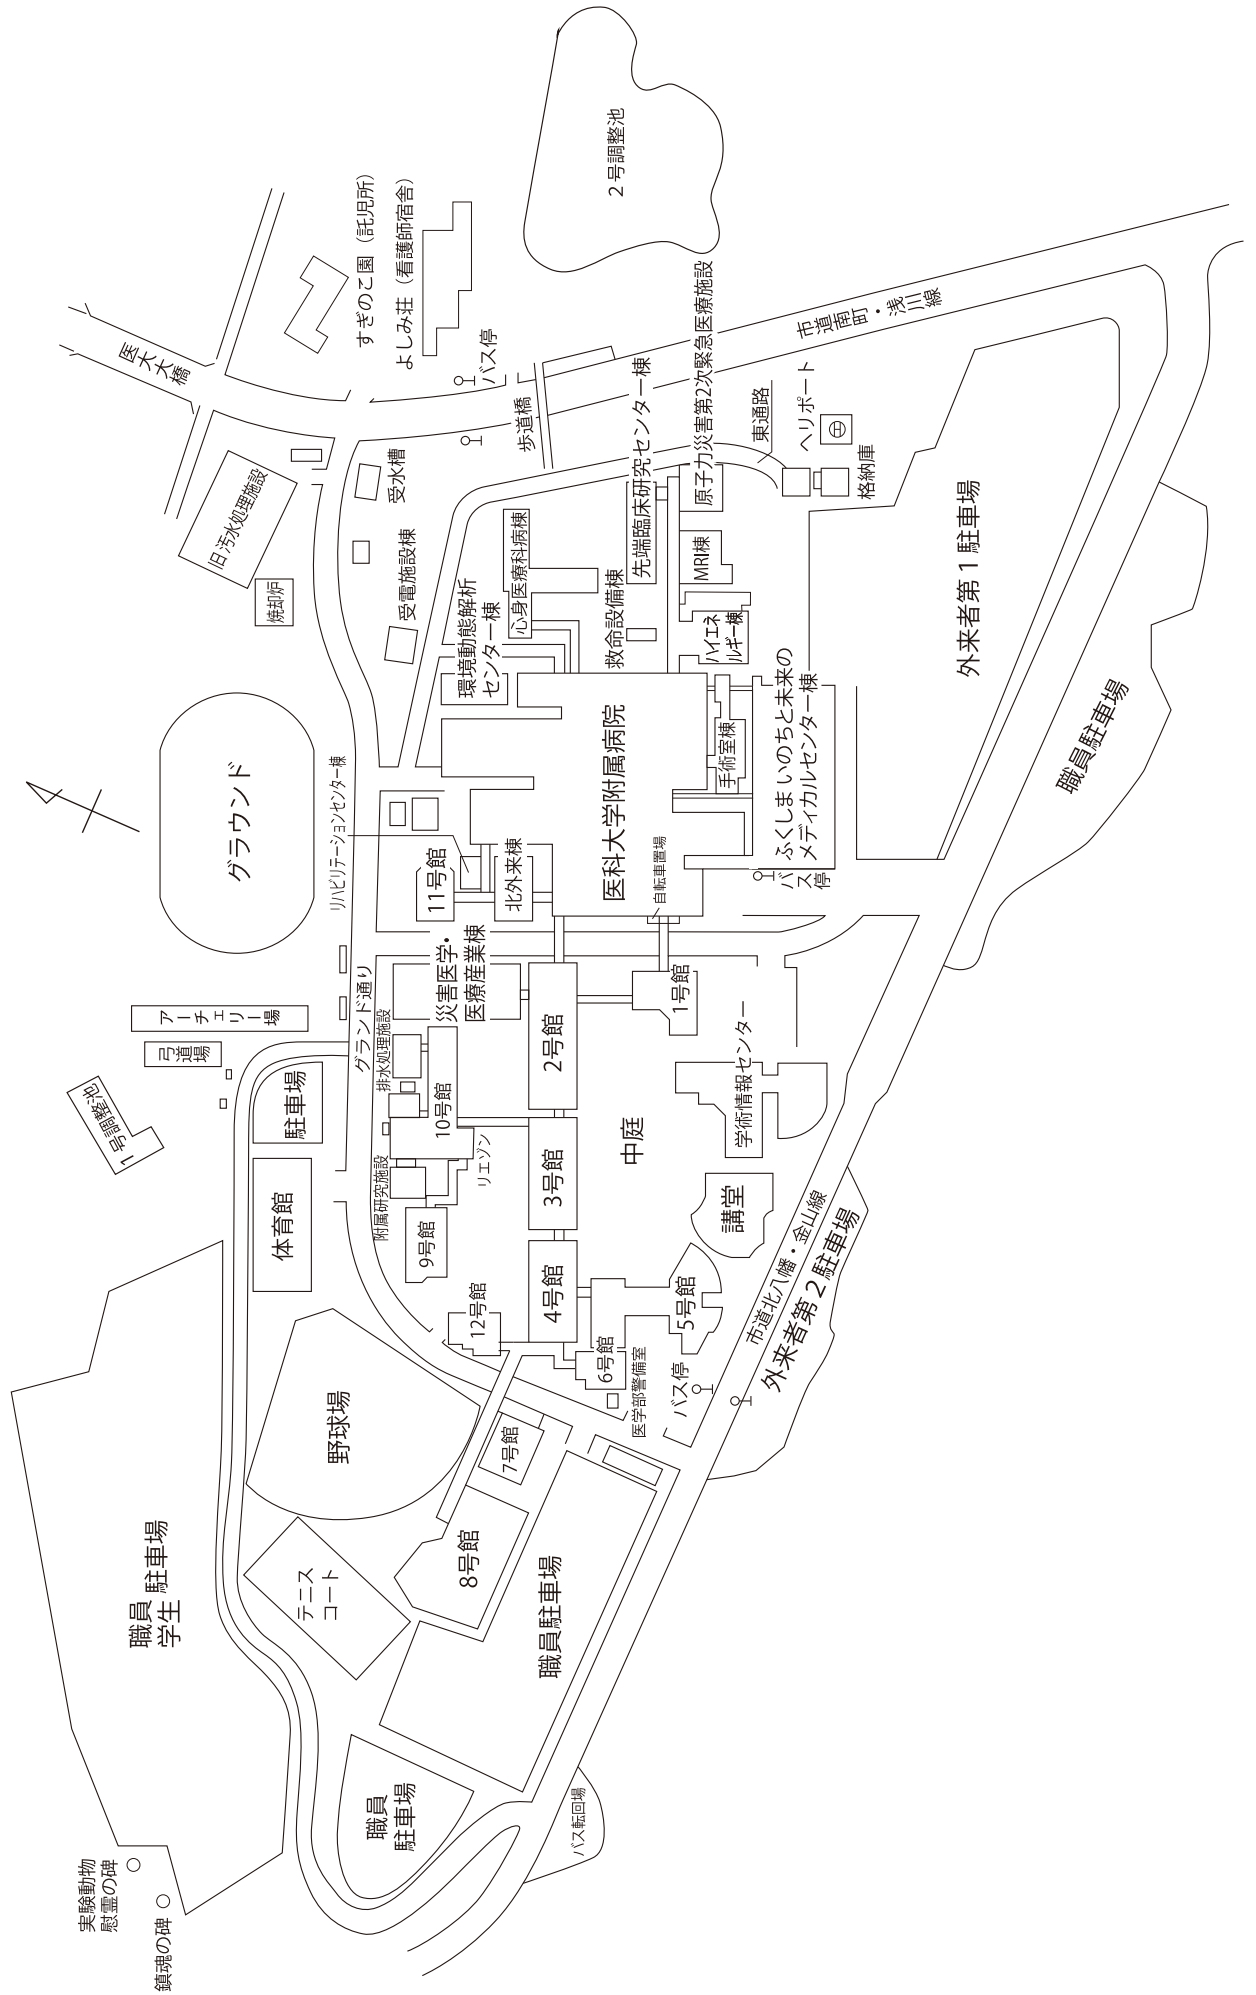 2号調整池
すぎのこ園（託児所）
よしみ荘（看護師宿舎）
医大大橋
バス停
歩道橋
市道南町・浅川線
旧汚水処理施設
焼却炉
受水槽
受電施設棟
環境動態解析
センター棟
心身医療科病棟
救命設備棟
先端臨床研究センター棟
原子力災害第2次緊急医療施設
MRI棟
ハイエネ
ルギー棟
東通路
ヘリポート
格納庫
外来者第1駐車場
職員駐車場
グラウンド
リハビリテーションセンター棟
11号館
北外来棟
医科大学附属病院
自転車置場
手術室棟
ふくしま いのちと未来の
メディカルセンター棟
バス停
アーチェリー場
弓道場
1号調整池
グランド通り
災害医学・
医療産業棟
排水処理施設
駐車場
体育館
10号館
附属研究施設
リエゾン
9号館
12号館
1号館
2号館
3号館
4号館
5号館
6号館
中庭
学術情報センター
講堂
医学部警備室
バス停
市道北八幡・金山線
外来者第2駐車場
野球場
7号館
8号館
テニス
コート
職員
学生
駐車場
職員駐車場
職員
駐車場
バス転回場
実験動物
慰霊の碑
鎮魂の碑